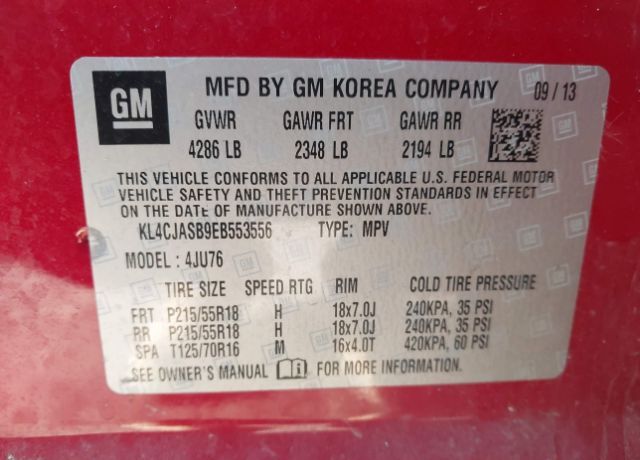 GM MFD BY GM KOREA COMPANY 09 / 13
GVWR GAWR FRT GAWR RR
4286 LB 2348 LB 2194 LB
THIS VEHICLE CONFORMS TO ALL APPLICABLE U.S. FEDERAL MOTOR
VEHICLE SAFETY AND THEFT PREVENTION STANDARDS IN EFFECT
ON THE DATE OF MANUFACTURE SHOWN ABOVE.
KL4CJASB9EB553556 TYPE: MPV
MODEL : 4JU76
TIRE SIZE SPEED RTG RIM COLD TIRE PRESSURE
FRT P215/55R18 H 18x7.0J 240KPA, 35 PSI
RR P215/55R18 H 18x7.0J 240KPA, 35 PSI
SPA T125/70R16 M 16x4.0T 420KPA, 60 PSI
SEE OWNER'S MANUAL FOR MORE INFORMATION.